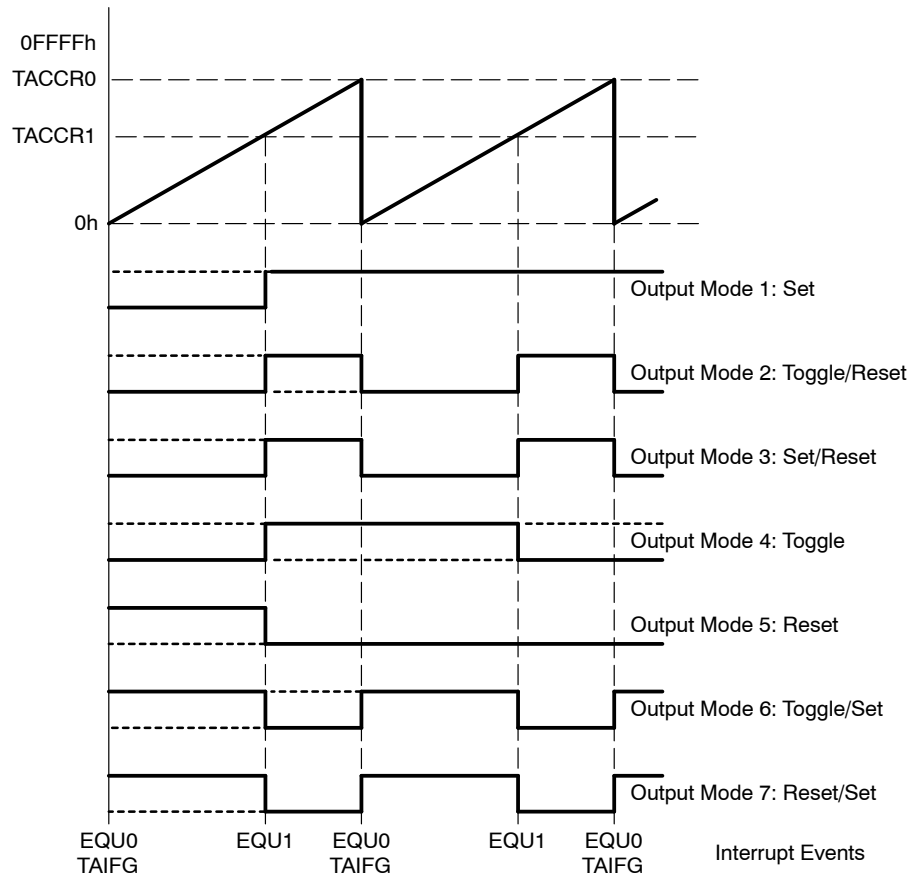 0FFFFh
TACCR0
TACCR1
0h
Output Mode 1: Set
Output Mode 2: Toggle/Reset
Output Mode 3: Set/Reset
Output Mode 4: Toggle
Output Mode 5: Reset
Output Mode 6: Toggle/Set
Output Mode 7: Reset/Set
EQU0
TAIFG
EQU1
EQU0
TAIFG
EQU1
EQU0
TAIFG
Interrupt Events